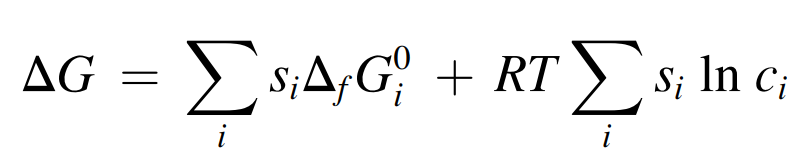 ΔG = ∑_i s_i Δ_f G_i^0 + RT ∑_i s_i ln c_i